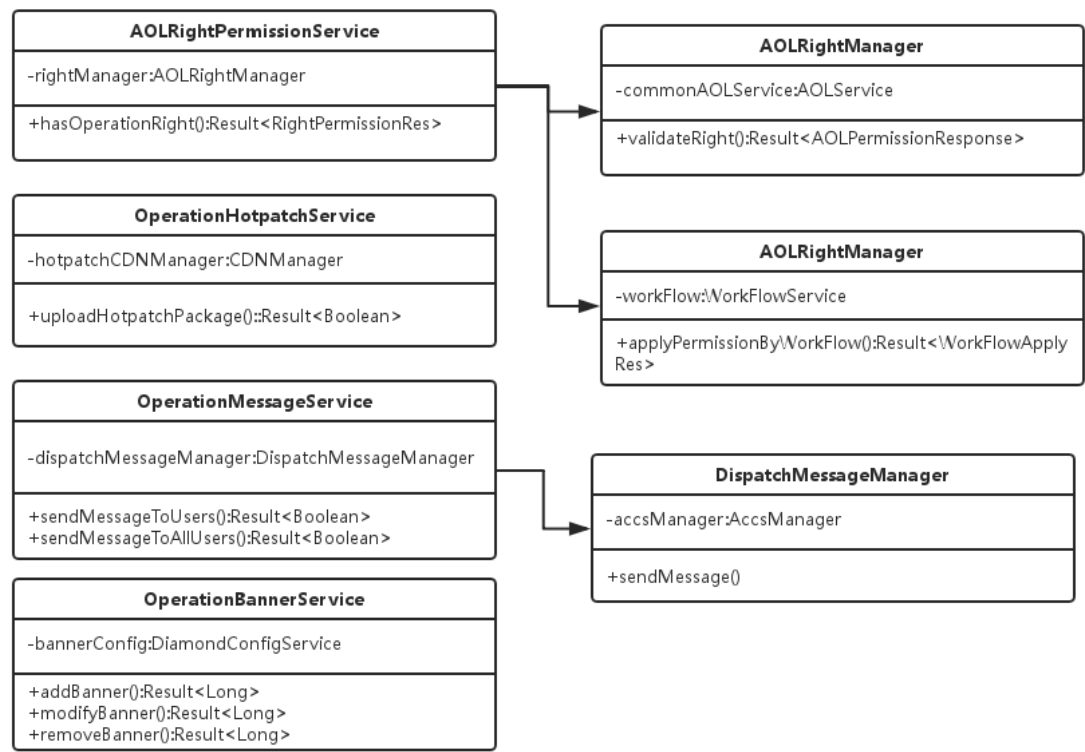 AOLRightPermissionService
-rightManager:AOLRightManager
+hasOperationRight():Result<RightPermissionRes>
OperationHotpatchService
-hotpatchCDNManager:CDNManager
+uploadHotpatchPackage()::Result<Boolean>
OperationMessageService
-dispatchMessageManager:DispatchMessageManager
+sendMessageToUsers():Result<Boolean>
+sendMessageToAllUsers():Result<Boolean>
OperationBannerService
-bannerConfig:DiamondConfigService
+addBanner():Result<Long>
+modifyBanner():Result<Long>
+removeBanner():Result<Long>
AOLRightManager
-commonAOLService:AOLService
+validateRight():Result<AOLPermissionResponse>
AOLRightManager
-workFlow:WorkFlowService
+applyPermissionByWorkFlow():Result<WorkFlowApply
Res>
DispatchMessageManager
-accsManager:AccsManager
+sendMessage()